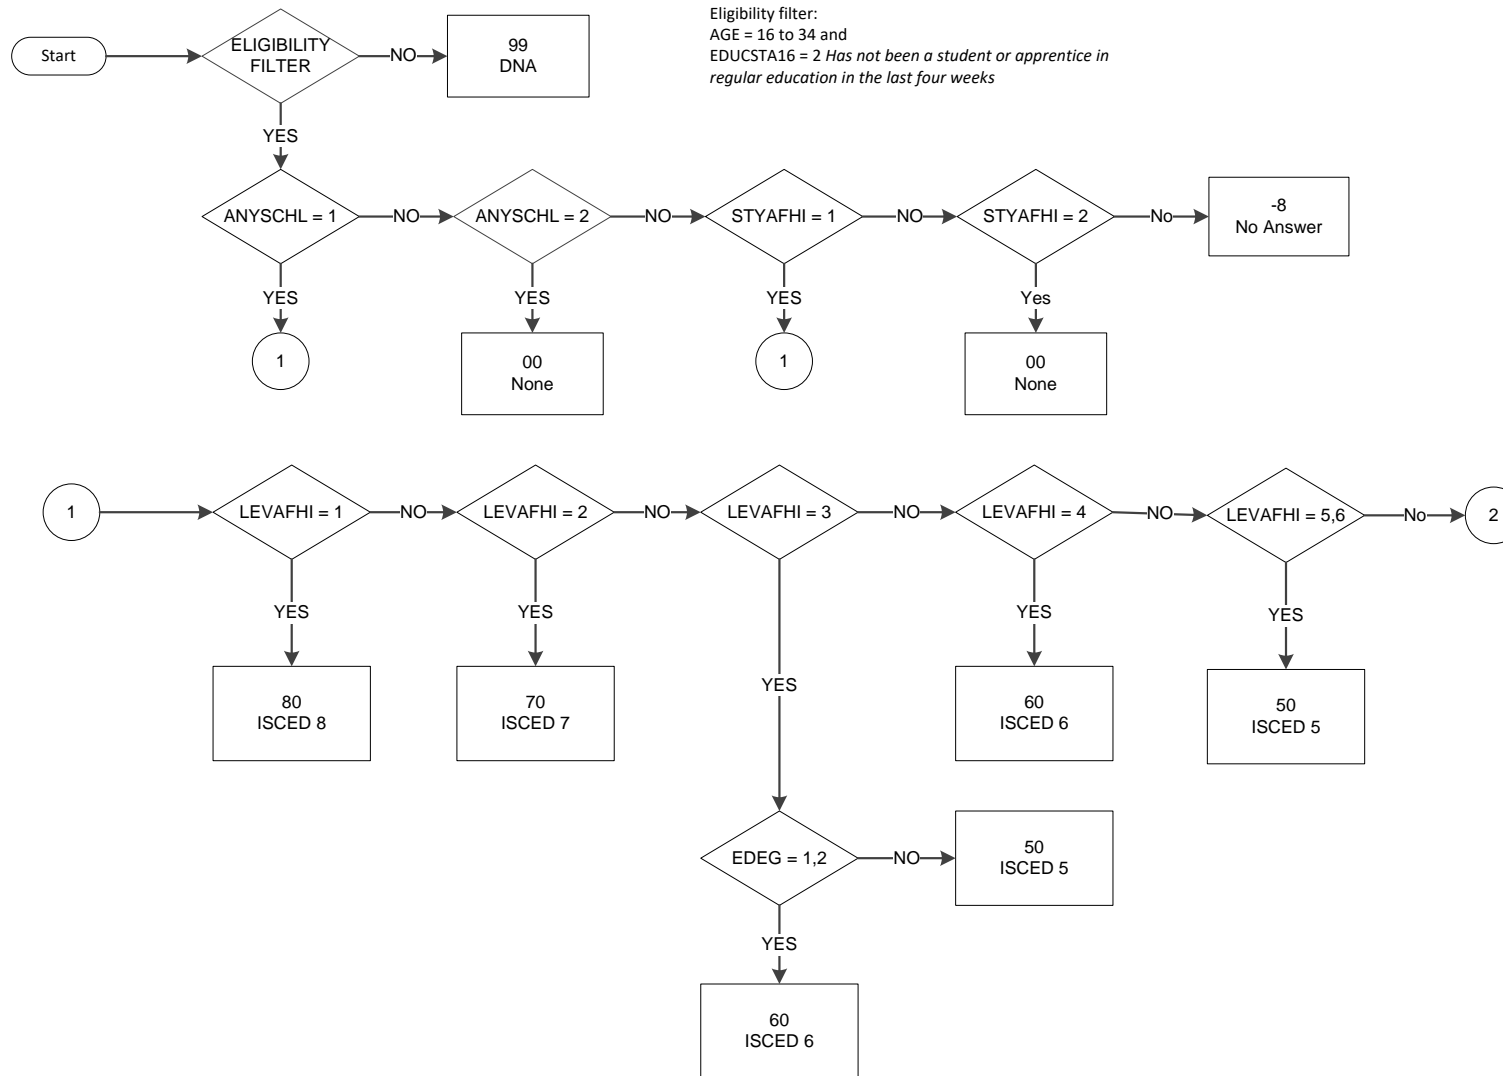 Eligibility filter:
AGE = 16 to 34 and
EDUCSTA16 = 2 Has not been a student or apprentice in
regular education in the last four weeks
Start
ELIGIBILITY
FILTER
NO
99
DNA
YES
ANYSCHL = 1
NO
ANYSCHL = 2
NO
STYAFHI = 1
NO
STYAFHI = 2
No
-8
No Answer
YES
YES
YES
Yes
1
00
None
1
00
None
1
LEVAFHI = 1
NO
LEVAFHI = 2
NO
LEVAFHI = 3
NO
LEVAFHI = 4
NO
LEVAFHI = 5,6
No
2
YES
YES
YES
YES
YES
80
ISCED 8
70
ISCED 7
60
ISCED 6
50
ISCED 5
EDEG = 1,2
NO
50
ISCED 5
YES
60
ISCED 6